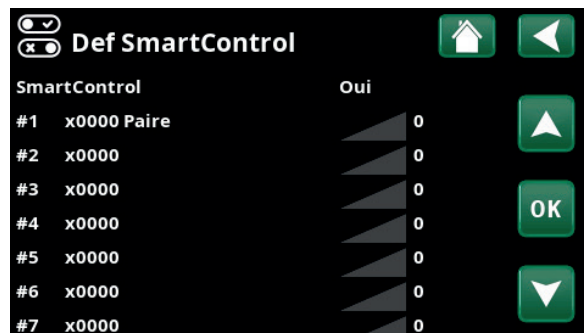 Def SmartControl
SmartControl Oui
#1 x0000 Paire 0
#2 x0000 0
#3 x0000 0
#4 x0000 0
OK
#5 x0000 0
#6 x0000 0
#7 x0000 0